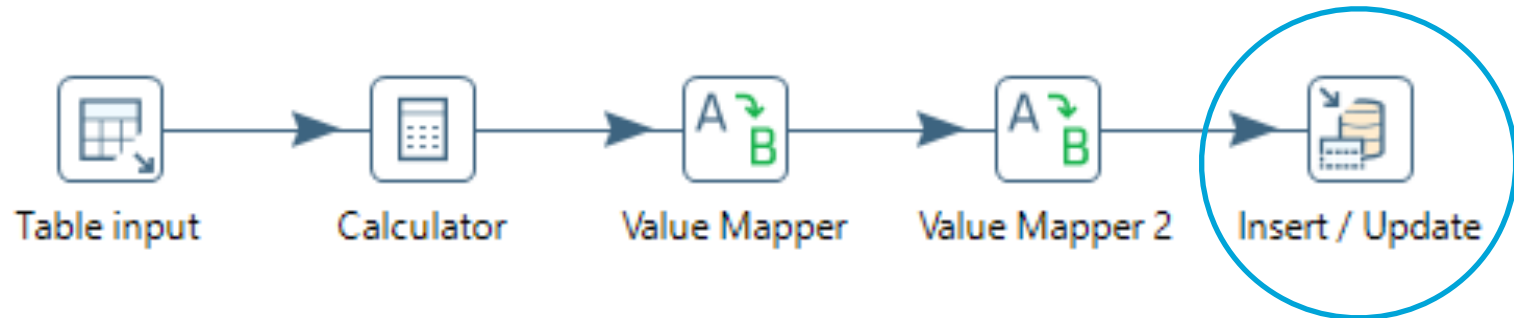 A B
A B
Table input
Calculator
Value Mapper
Value Mapper 2
Insert / Update